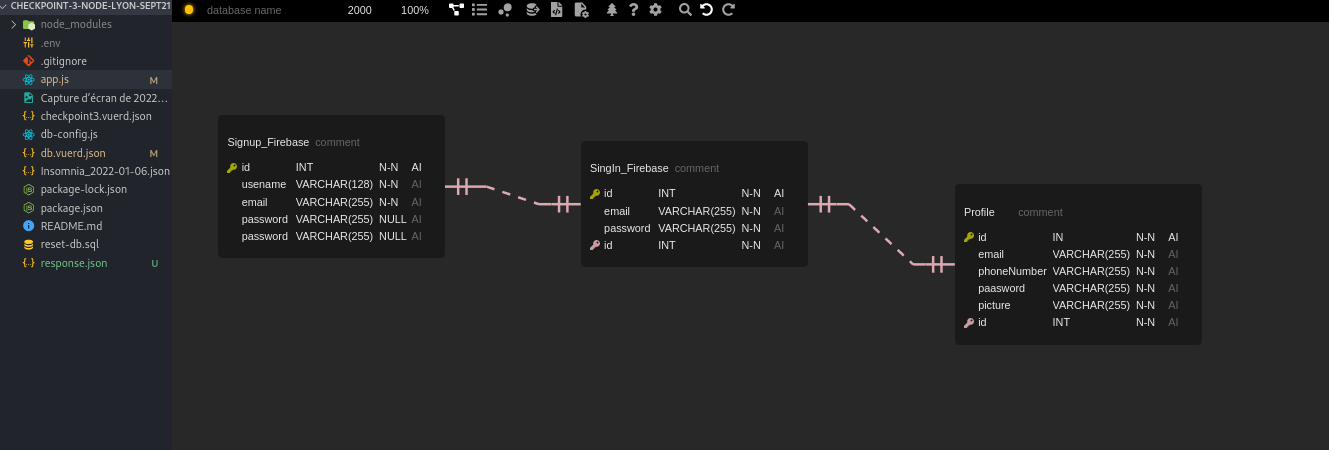 CHECKPOINT-3-NODE-LYON-SEPT21
node_modules
.env
.gitignore
app.js M
Capture d'écran de 2022...
checkpoint3.vuerd.json
db-config.js
db.vuerd.json M
Insomnia_2022-01-06.json
package-lock.json
package.json
README.md
reset-db.sql
response.json U
database name 2000 100%
Signup_Firebase comment
id INT N-N AI
usename VARCHAR(128) N-N AI
email VARCHAR(255) N-N AI
password VARCHAR(255) NULL AI
password VARCHAR(255) NULL AI
SingIn_Firebase comment
id INT N-N AI
email VARCHAR(255) N-N AI
password VARCHAR(255) N-N AI
id INT N-N AI
Profile comment
id IN N-N AI
email VARCHAR(255) N-N AI
phoneNumber VARCHAR(255) N-N AI
paasword VARCHAR(255) N-N AI
picture VARCHAR(255) N-N AI
id INT N-N AI